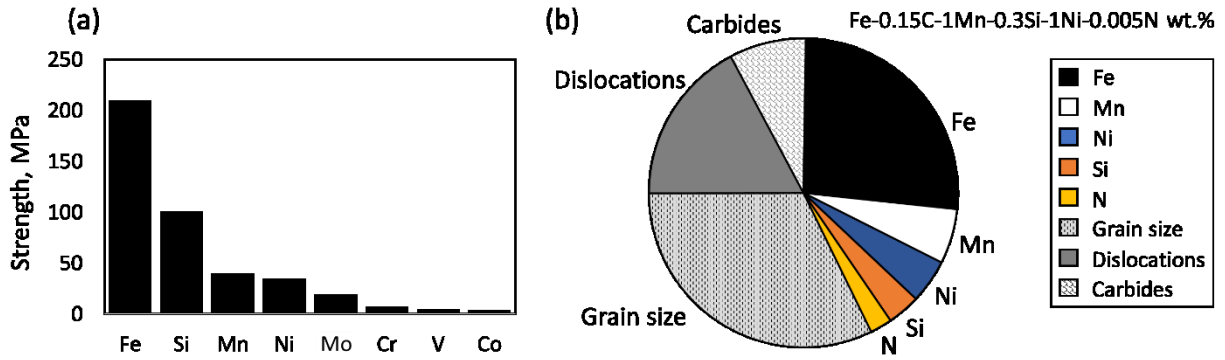 (a)
Strength, MPa
250
200
150
100
50
0
Fe Si Mn Ni Mo Cr V Co
(b)
Fe-0.15C-1Mn-0.3Si-1Ni-0.005N wt.%
Carbides
Dislocations
Fe
Mn
Ni
Si
N
Grain size
Fe
Mn
Ni
Si
N
Grain size
Dislocations
Carbides